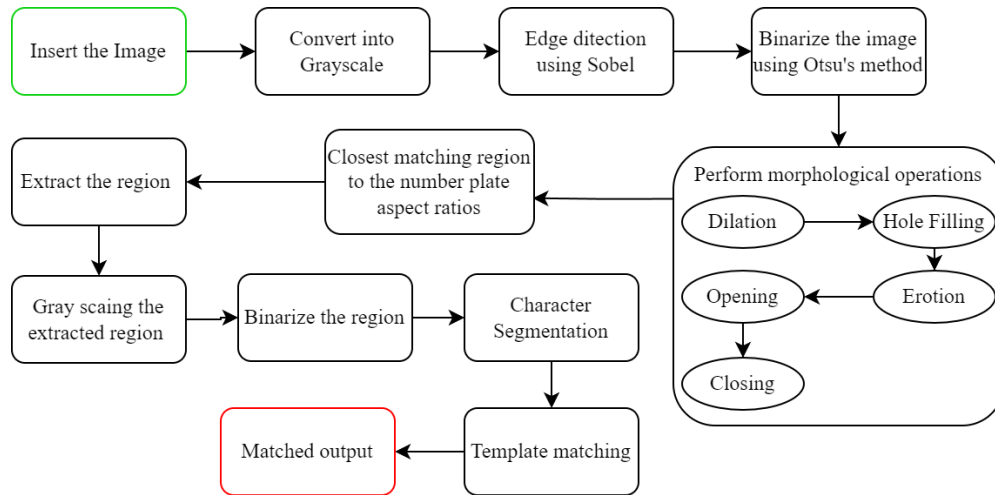 Insert the Image
Convert into
Grayscale
Edge ditection
using Sobel
Binarize the image
using Otsu's method
Perform morphological operations
Dilation
Hole Filling
Erotion
Opening
Closing
Closest matching region
to the number plate
aspect ratios
Extract the region
Gray scaing the
extracted region
Binarize the region
Character
Segmentation
Template matching
Matched output